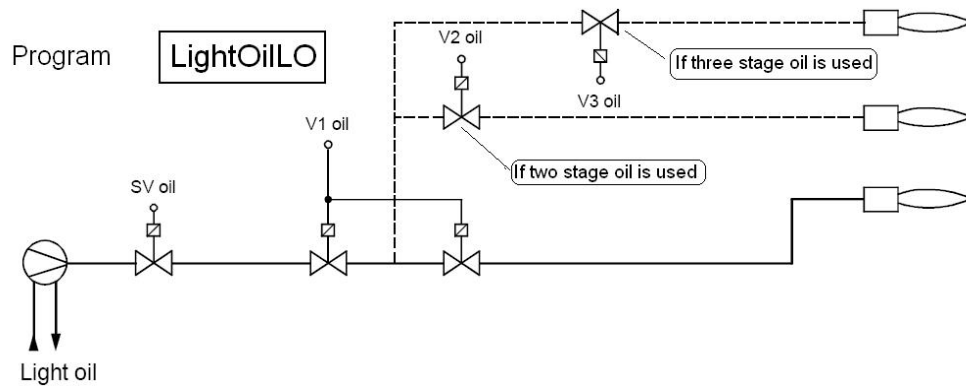 Program
LightOilLO
V2 oil
If three stage oil is used
V3 oil
V1 oil
If two stage oil is used
SV oil
Light oil